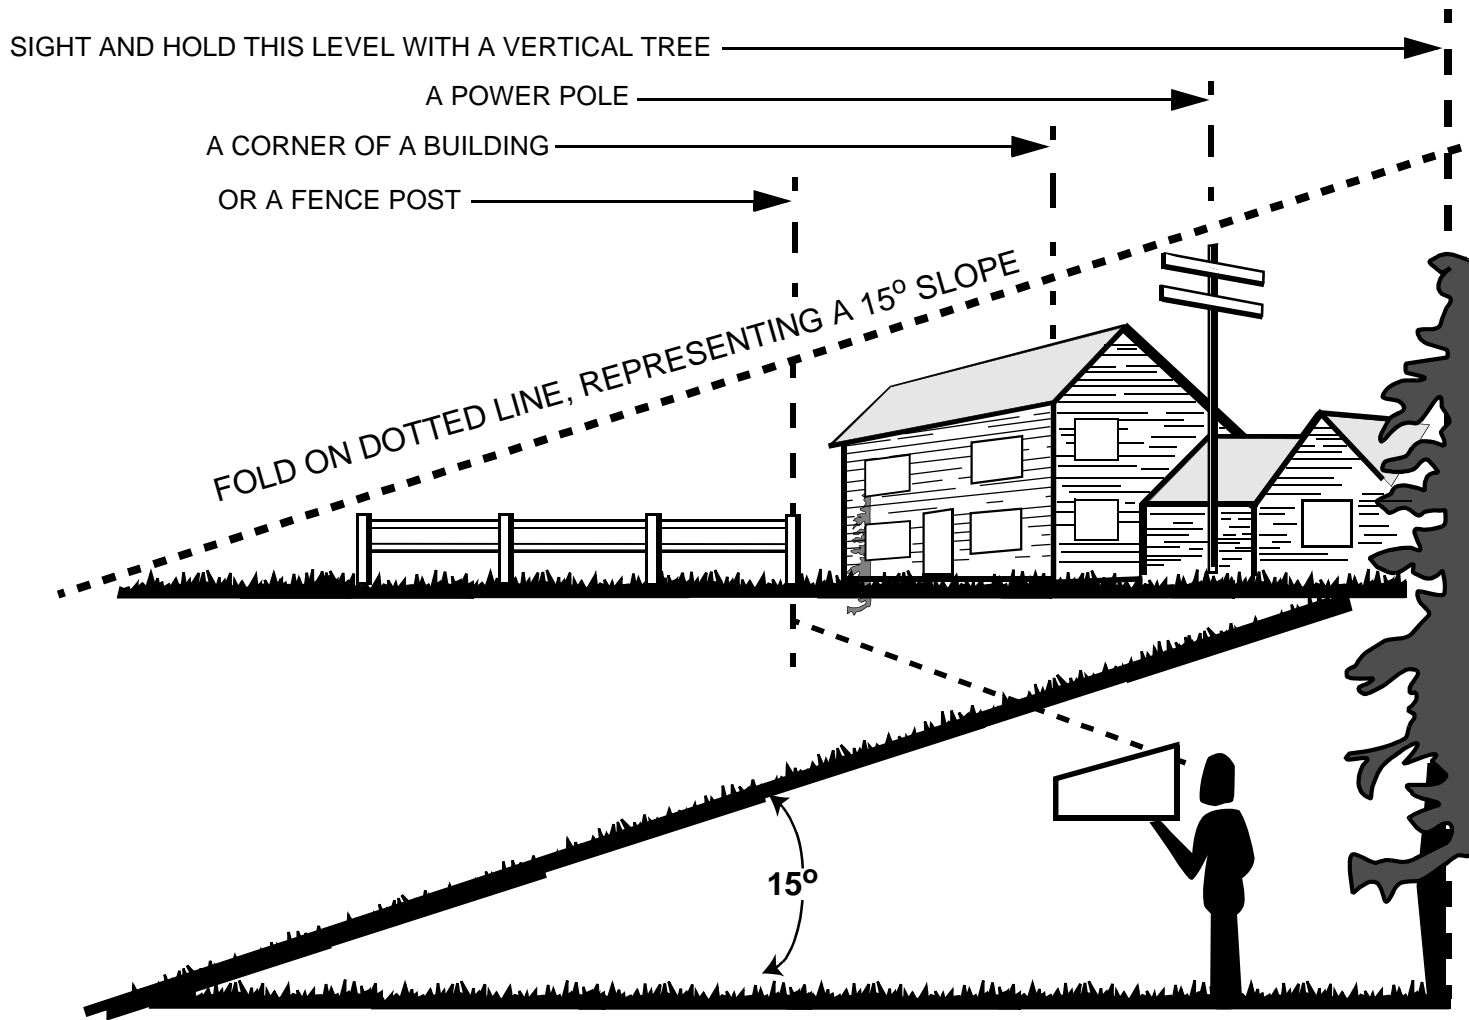 SIGHT AND HOLD THIS LEVEL WITH A VERTICAL TREE
A POWER POLE
A CORNER OF A BUILDING
OR A FENCE POST
FOLD ON DOTTED LINE, REPRESENTING A 15º SLOPE
15º